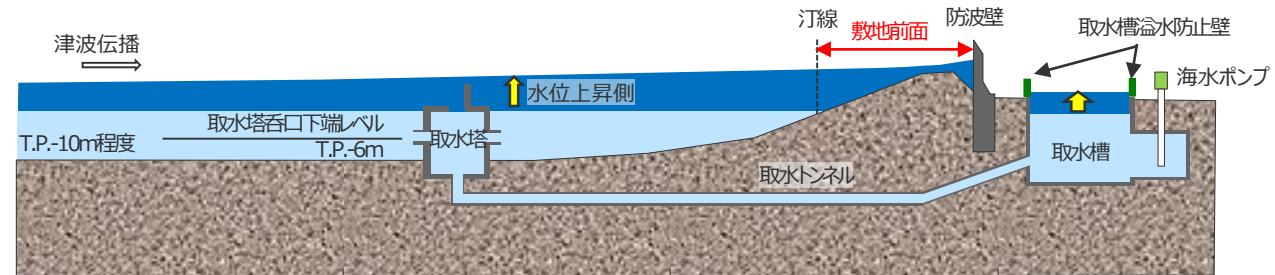 津波伝播
汀線
防波壁
敷地前面
取水槽溢水防止壁
海水ポンプ
水位上昇側
取水塔呑口下端レベル
T.P.-10m程度
T.P.-6m
取水塔
取水槽
取水トンネル